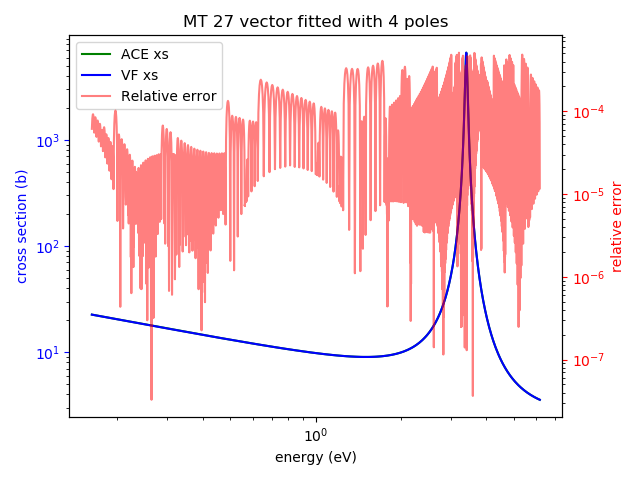 MT 27 vector fitted with 4 poles
ACE xs
VF xs
Relative error
10³
10²
10¹
cross section (b)
10⁻⁴
10⁻⁵
10⁻⁶
10⁻⁷
relative error
10⁰
energy (eV)